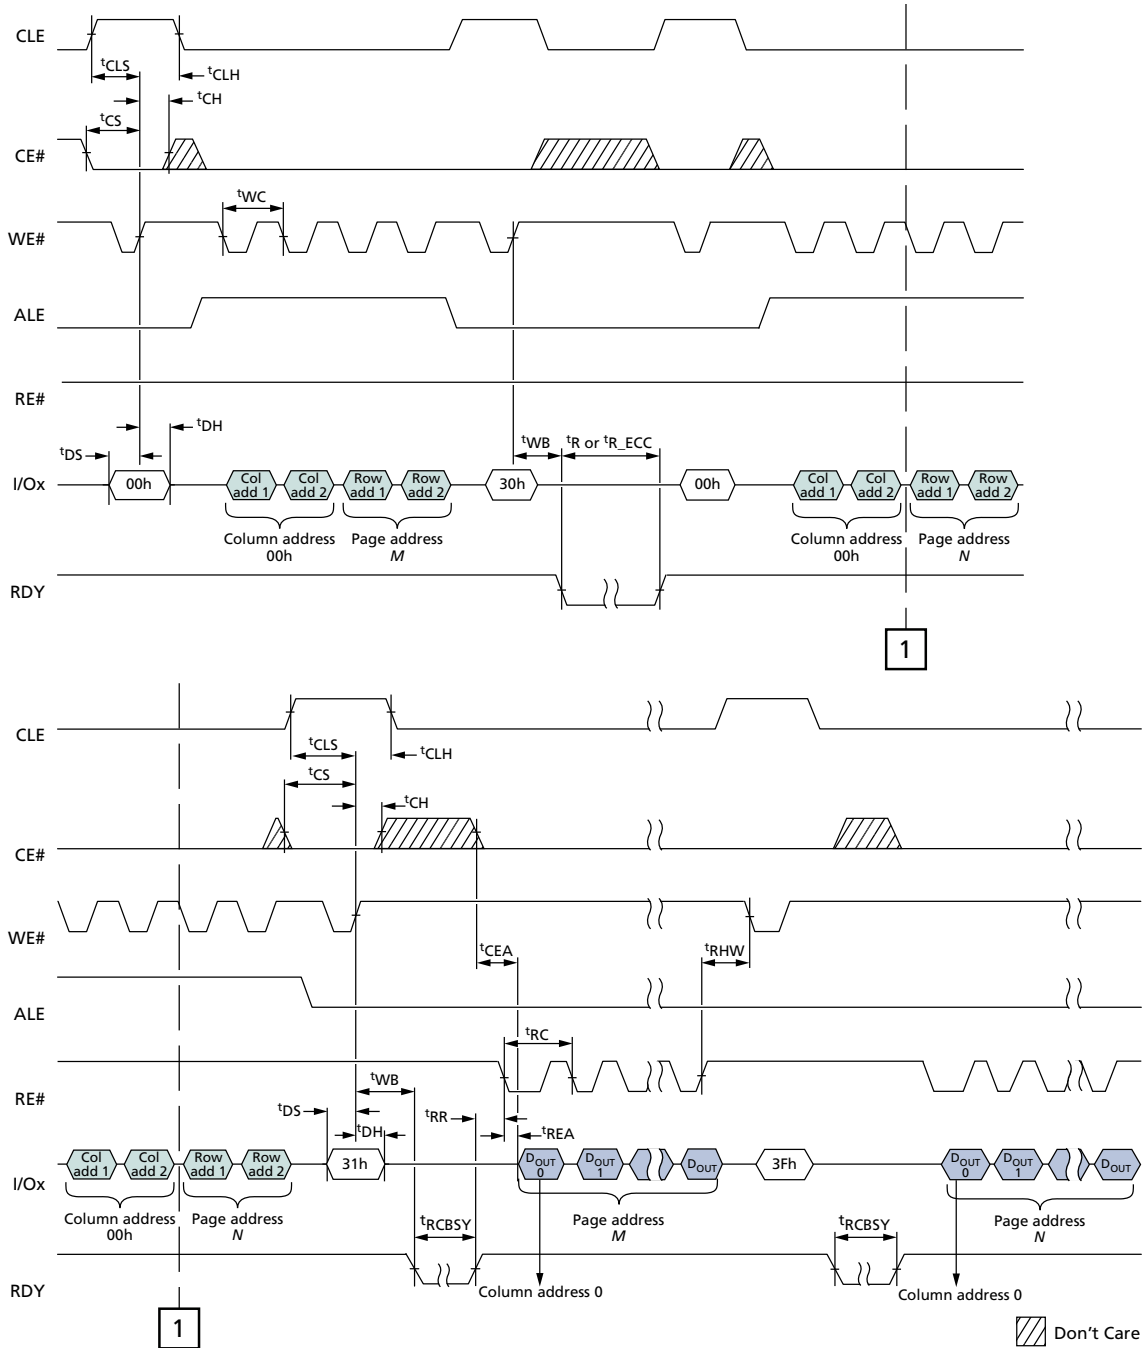 CLE
tCLS
tCLH
tCH
tCS
CE#
tWC
WE#
ALE
RE#
tDH
tDS
tWB
tR or tR_ECC
I/Ox
00h
Col add 1
Col add 2
Row add 1
Row add 2
30h
00h
Col add 1
Col add 2
Row add 1
Row add 2
Column address
00h
Page address
M
Column address
00h
Page address
N
RDY
1
CLE
tCLS
tCLH
tCS
tCH
CE#
WE#
tCEA
tRHW
ALE
tRC
RE#
tWB
tDS
tDH
tRR
tREA
I/Ox
Col add 1
Col add 2
Row add 1
Row add 2
31h
DOUT 0
DOUT 1
DOUT
3Fh
DOUT 0
DOUT 1
DOUT
Column address
00h
Page address
N
tRCBSY
Page address
M
tRCBSY
Page address
N
RDY
Column address 0
Column address 0
1
Don't Care